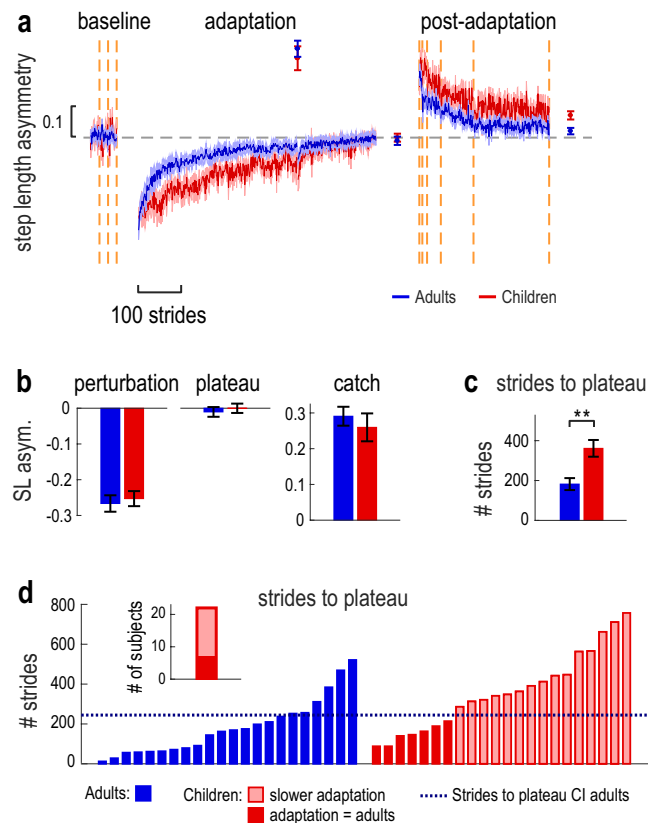 a
baseline adaptation post-adaptation
step length asymmetry
0.1
100 strides
Adults Children
b
perturbation plateau catch
SL asym.
0
-0.1
-0.2
-0.3
0.3
0.2
0.1
0
c
strides to plateau
**
# strides
400
200
0
d
strides to plateau
# strides
800
600
400
200
0
# of subjects
20
10
0
Adults: Children: slower adaptation Strides to plateau CI adults
adaptation = adults